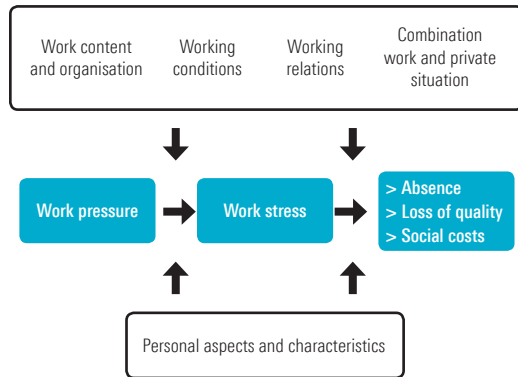 Work content
and organisation
Working
conditions
Working
relations
Combination
work and private
situation
Work pressure
Work stress
> Absence
> Loss of quality
> Social costs
Personal aspects and characteristics